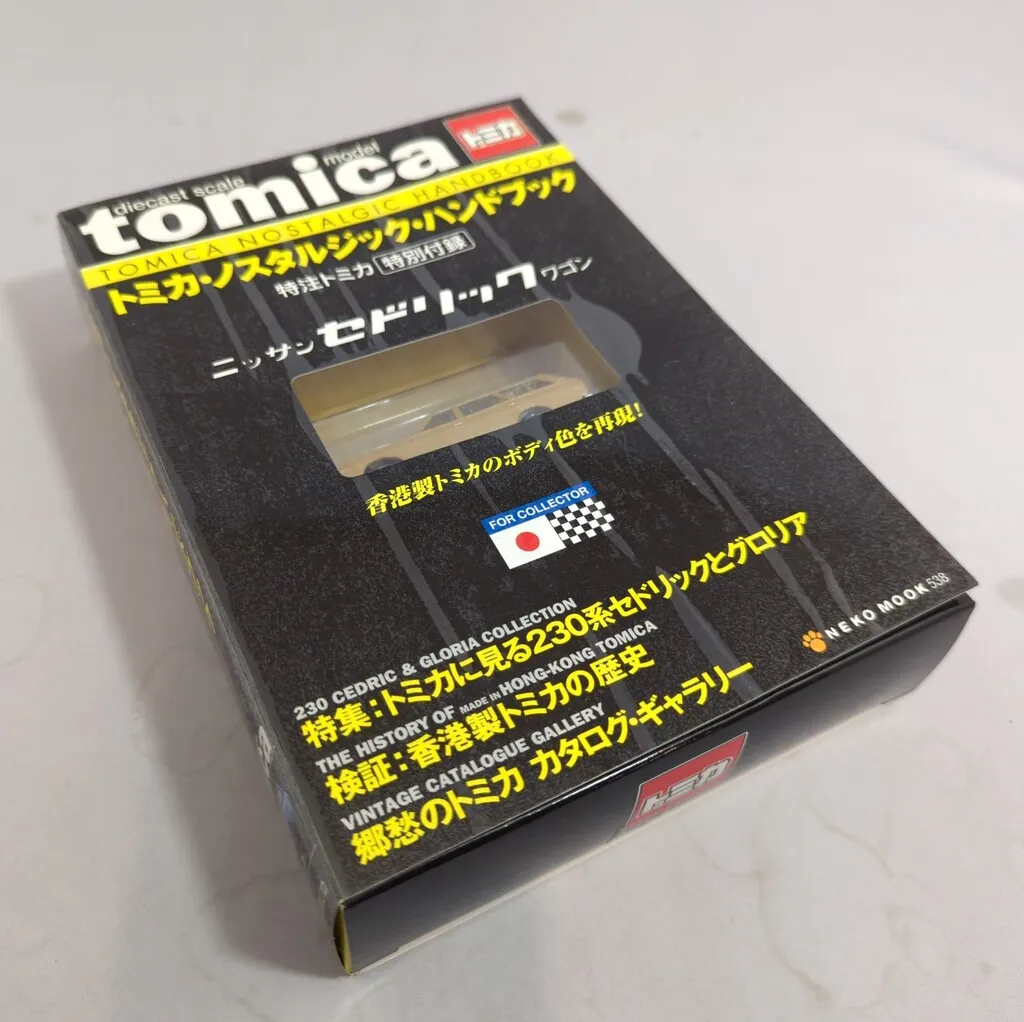 diecast scale model
tomica
トミカ
TOMICA NOSTALGIC HANDBOOK
トミカ・ノスタルジック・ハンドブック
特注トミカ 特別付録
ニッサン セドリック ワゴン
香港製トミカのボディ色を再現!
FOR COLLECTOR
230 CEDRIC & GLORIA COLLECTION
特集:トミカに見る230系セドリックとグロリア
THE HISTORY OF MADE IN HONG-KONG TOMICA
検証:香港製トミカの歴史
VINTAGE CATALOGUE GALLERY
郷愁のトミカ カタログ・ギャラリー
NEKO MOOK 538
トミカ